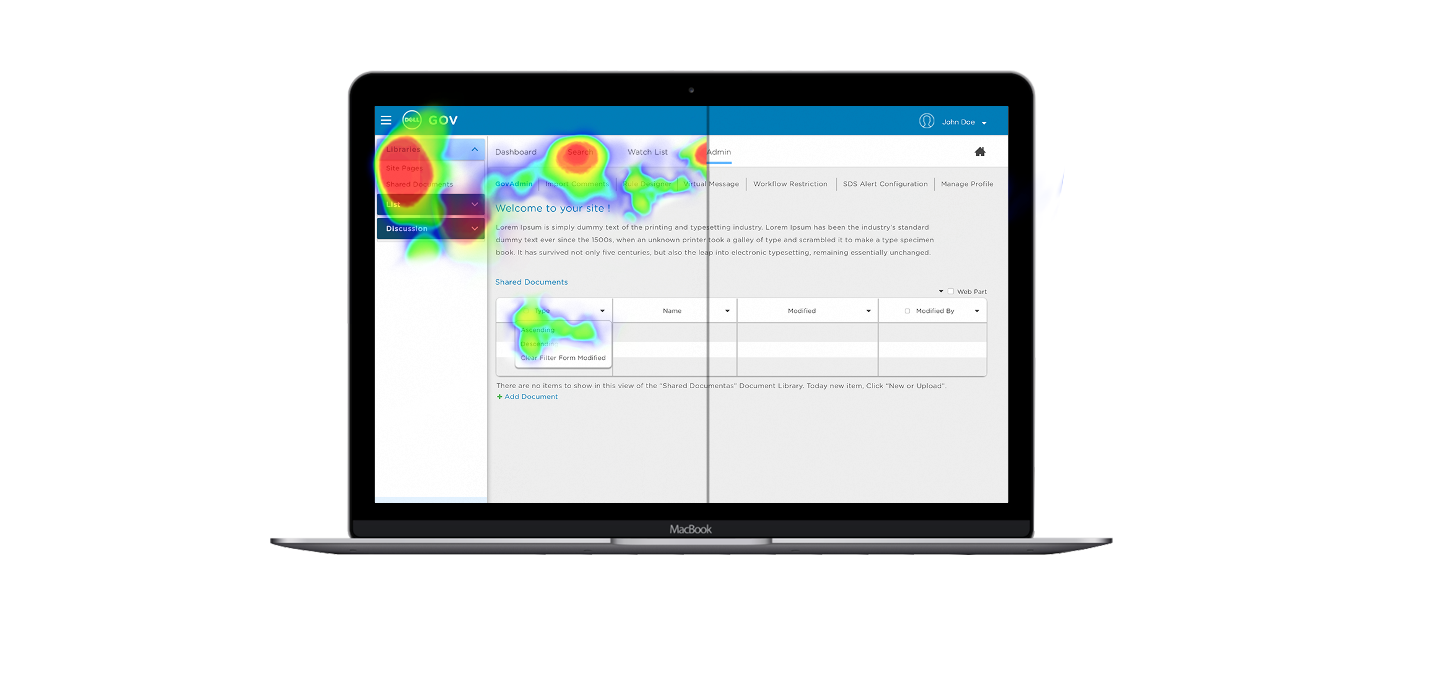 DELL GOV
John Doe
Libraries
Site Pages
Shared Documents
List
Discussion
Dashboard Search Watch List Admin
GovAdmin Import Comments Rule Designer Virtual Message Workflow Restriction SDS Alert Configuration Manage Profile
Welcome to your site !
Lorem Ipsum is simply dummy text of the printing and typesetting industry. Lorem Ipsum has been the industry's standard
dummy text ever since the 1500s, when an unknown printer took a galley of type and scrambled it to make a type specimen
book. It has survived not only five centuries, but also the leap into electronic typesetting, remaining essentially unchanged.
Shared Documents
Web Part
Type Name Modified Modified By
Ascending
Descending
Clear Filter Form Modified
There are no items to show in this view of the "Shared Documentas" Document Library. Today new item, Click "New or Upload".
+ Add Document
MacBook